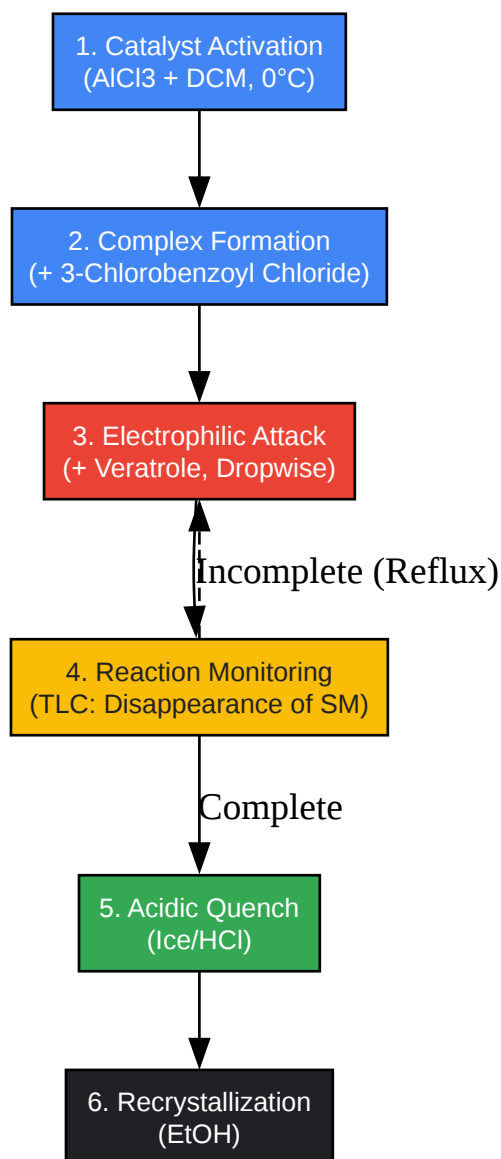 1. Catalyst Activation
(AlCl3 + DCM, 0°C)
2. Complex Formation
(+ 3-Chlorobenzoyl Chloride)
3. Electrophilic Attack
(+ Veratrole, Dropwise)
Incomplete (Reflux)
4. Reaction Monitoring
(TLC: Disappearance of SM)
Complete
5. Acidic Quench
(Ice/HCl)
6. Recrystallization
(EtOH)